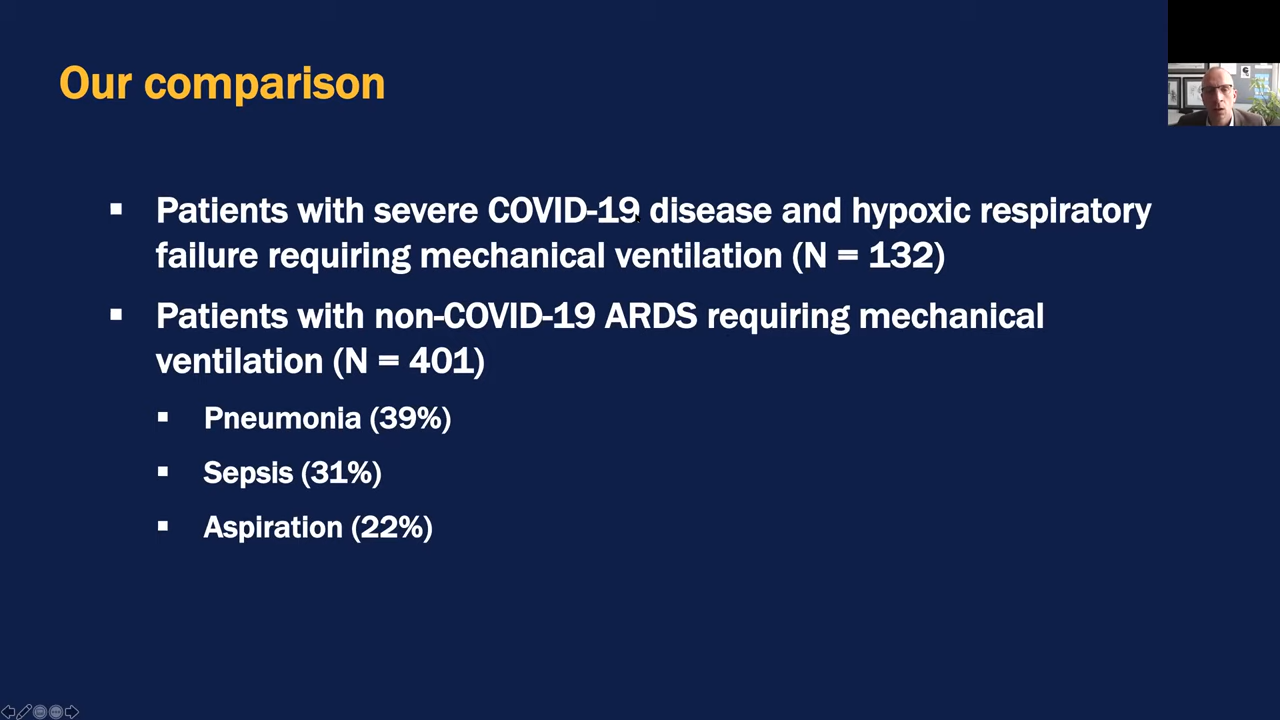 Our comparison
Patients with severe COVID-19 disease and hypoxic respiratory
failure requiring mechanical ventilation (N = 132)
Patients with non-COVID-19 ARDS requiring mechanical
ventilation (N = 401)
Pneumonia (39%)
Sepsis (31%)
Aspiration (22%)